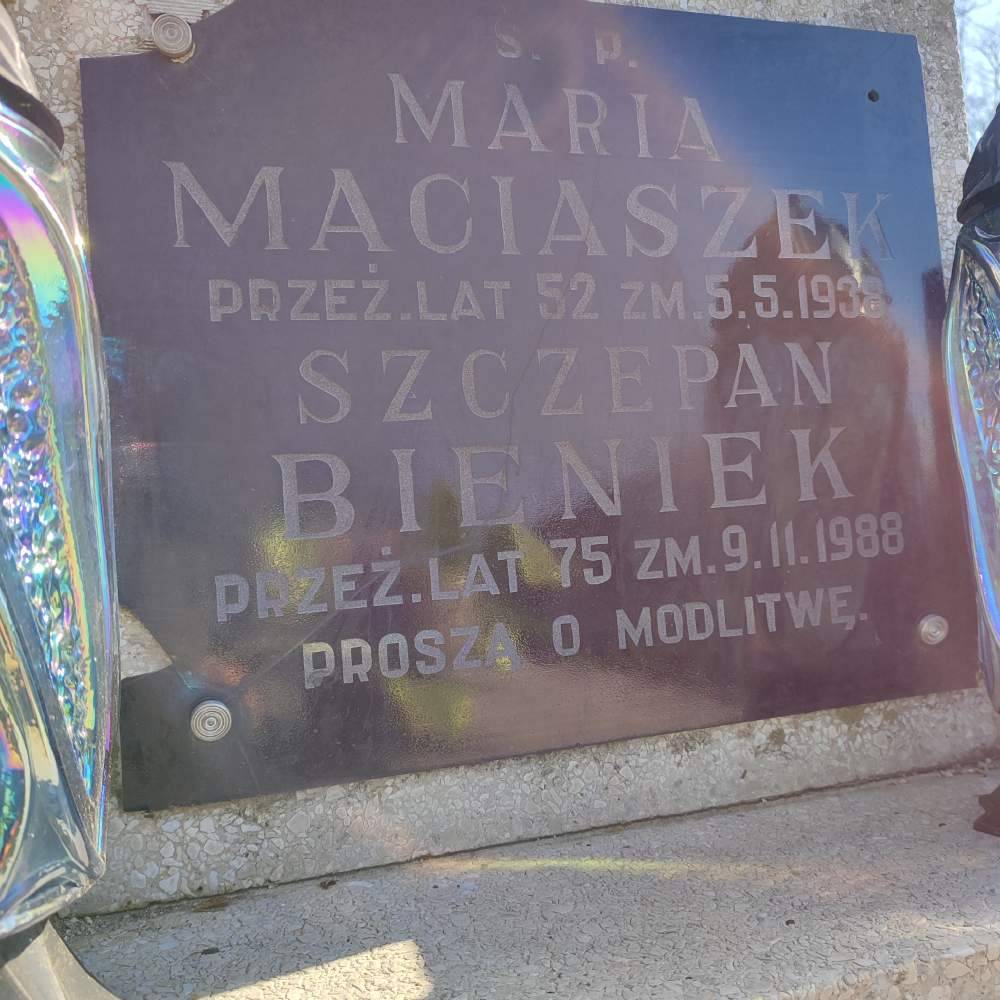 Ś. P.
MARIA
MACIASZEK
PRZEŻ. LAT 52 ZM. 5.5.1938
SZCZEPAN
BIENIEK
PRZEŻ. LAT 75 ZM. 9.11.1988
PROSZĄ O MODLITWĘ.